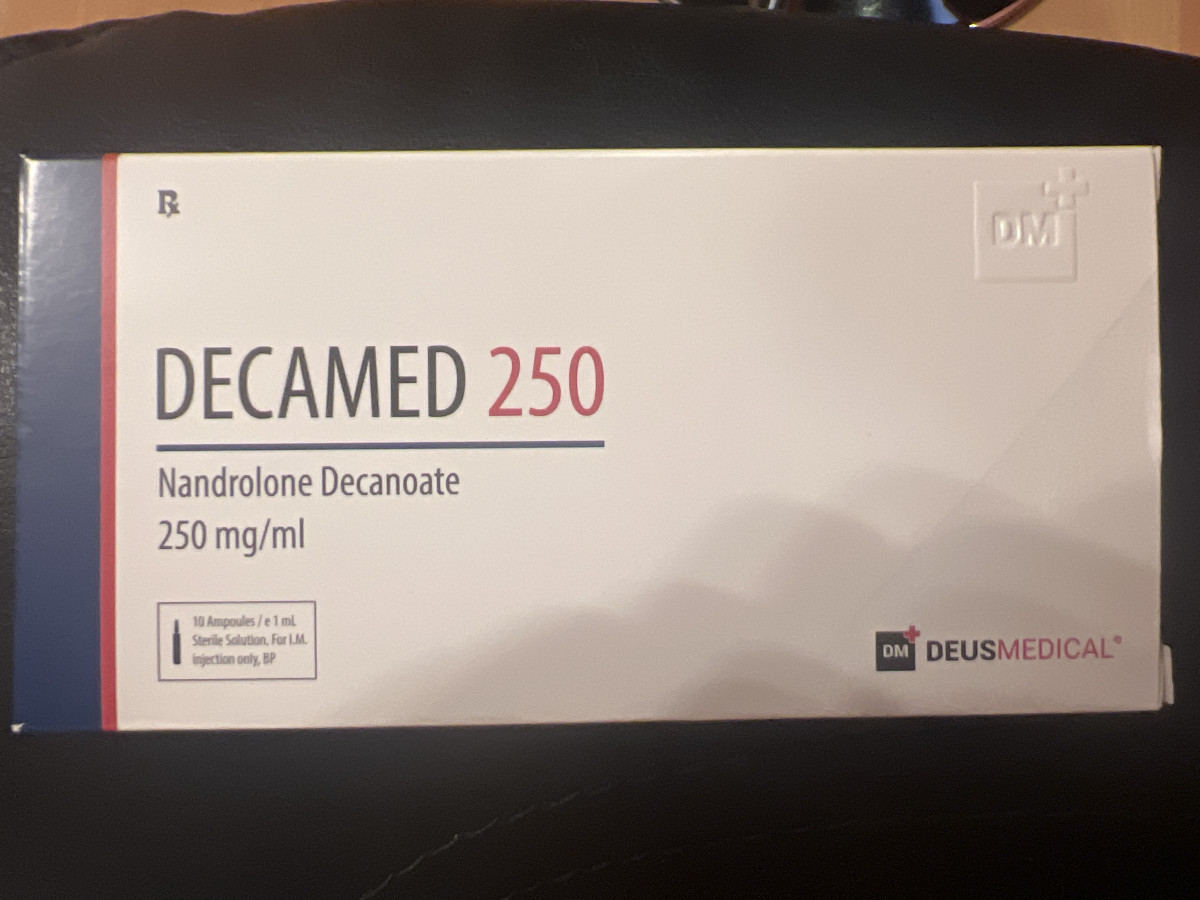 ℞
DM
DECAMED 250
Nandrolone Decanoate
250 mg/ml
10 Ampoules / e 1 mL
Sterile Solution, For I.M.
injection only, BP
DM DEUSMEDICAL®